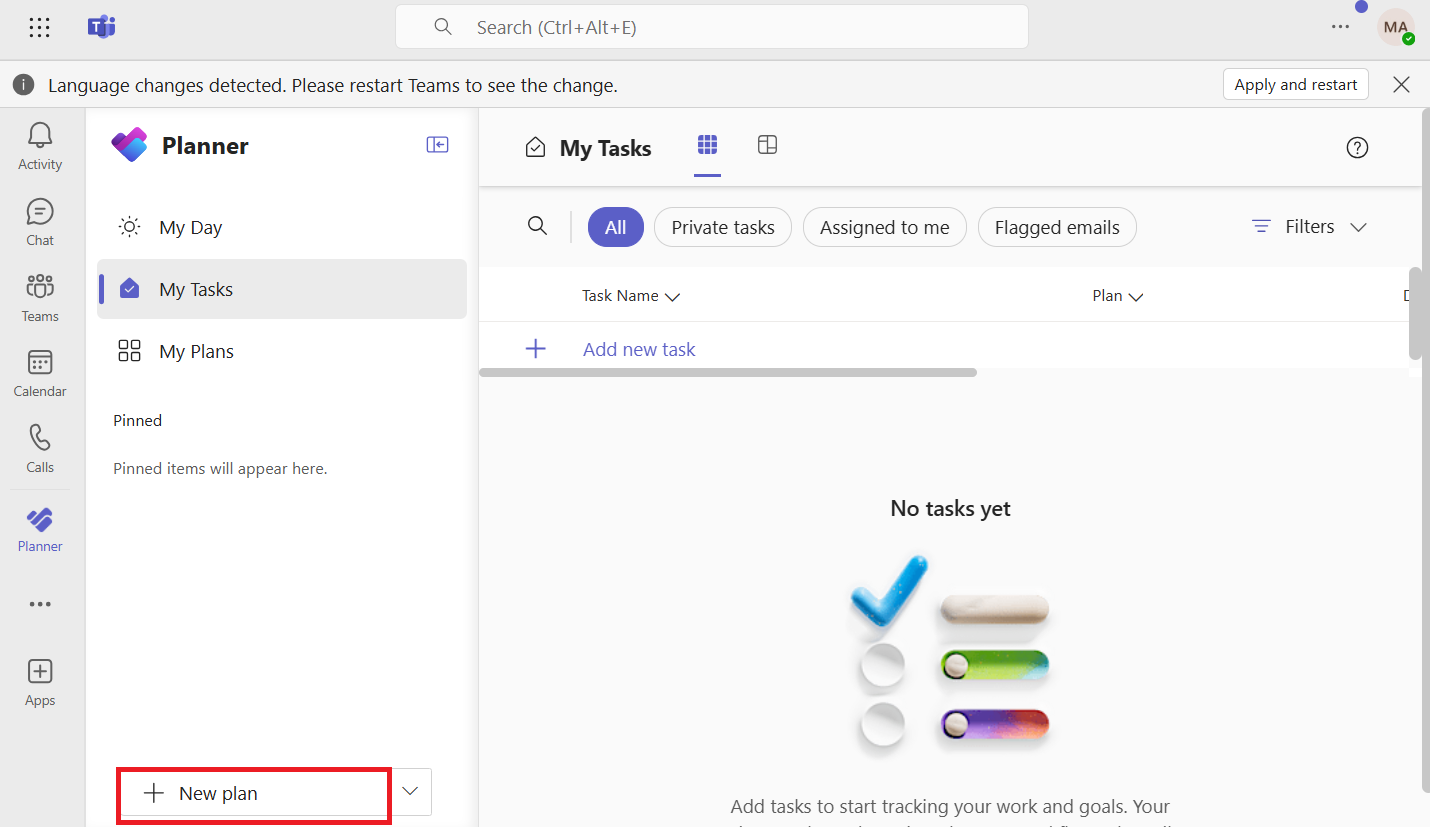 Search (Ctrl+Alt+E)
MA
Language changes detected. Please restart Teams to see the change.
Apply and restart
Activity
Chat
Teams
Calendar
Calls
Planner
Apps
Planner
My Day
My Tasks
My Plans
Pinned
Pinned items will appear here.
New plan
My Tasks
All
Private tasks
Assigned to me
Flagged emails
Filters
Task Name
Plan
Add new task
No tasks yet
Add tasks to start tracking your work and goals. Your